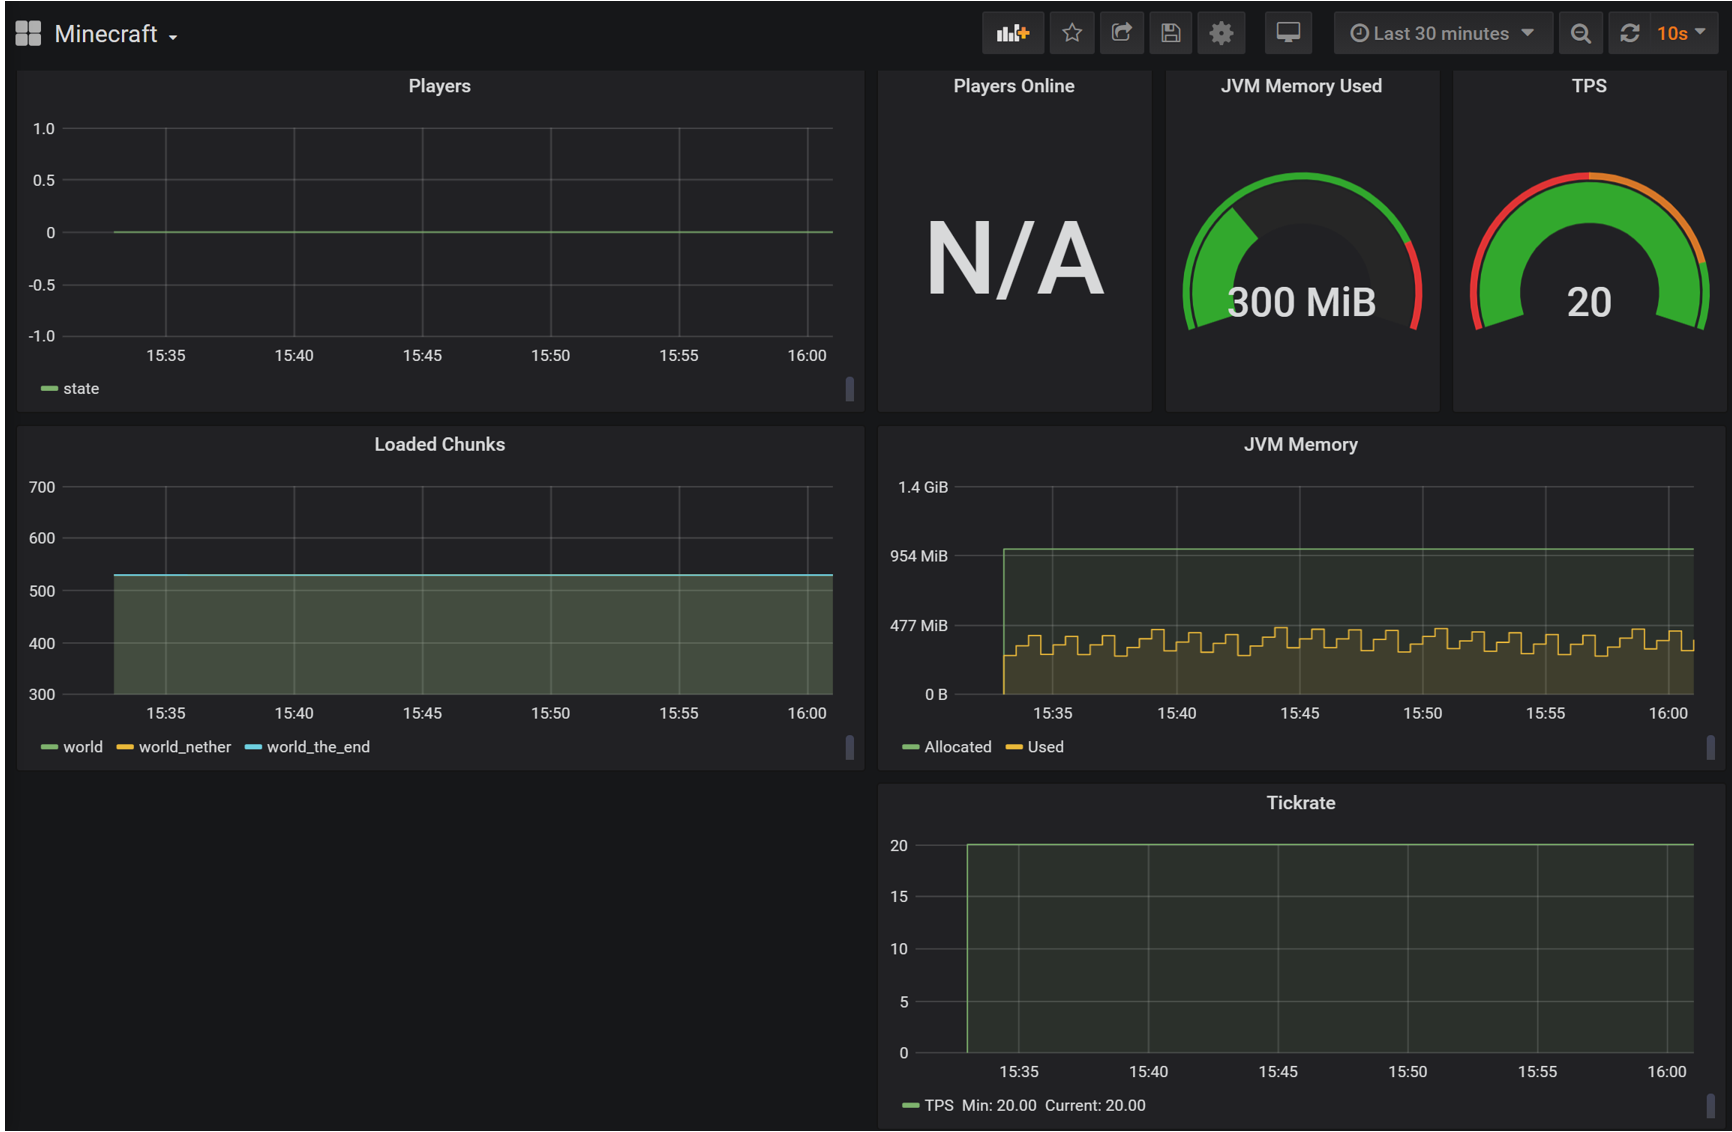 Minecraft
Last 30 minutes
10s
Players
1.0
0.5
0
-0.5
-1.0
15:35 15:40 15:45 15:50 15:55 16:00
state
Players Online
N/A
JVM Memory Used
300 MiB
TPS
20
Loaded Chunks
700
600
500
400
300
15:35 15:40 15:45 15:50 15:55 16:00
world world_nether world_the_end
JVM Memory
1.4 GiB
954 MiB
477 MiB
0 B
15:35 15:40 15:45 15:50 15:55 16:00
Allocated Used
Tickrate
20
15
10
5
0
15:35 15:40 15:45 15:50 15:55 16:00
TPS Min: 20.00 Current: 20.00